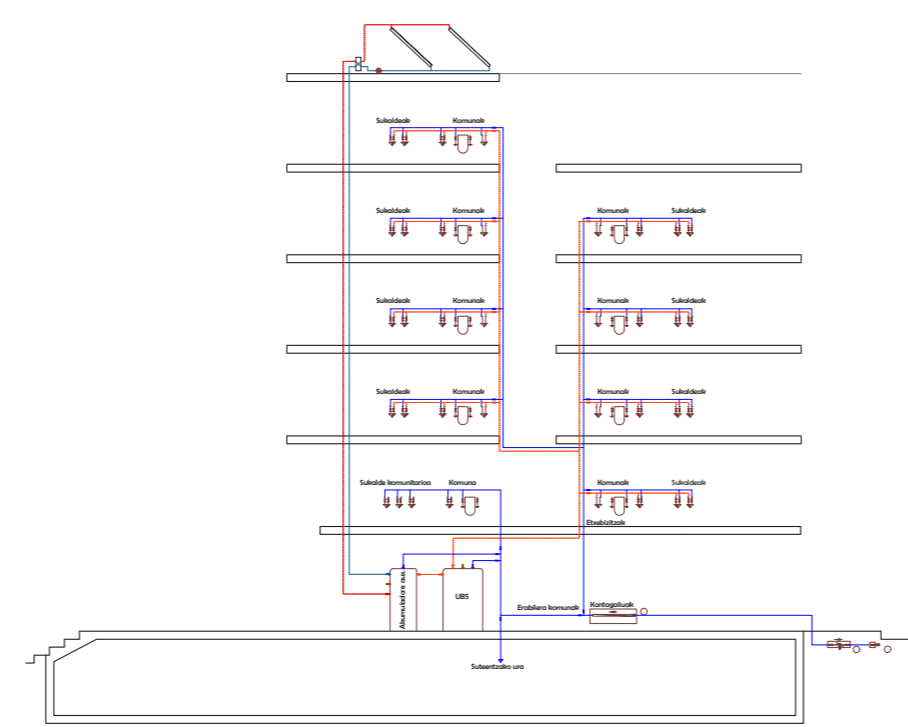 Sukaldeak Komunak
Sukaldeak Komunak Komunak Sukaldeak
Sukaldeak Komunak Komunak Sukaldeak
Sukaldeak Komunak Komunak Sukaldeak
Sukalde komunitarioa Komuna Komunak Sukaldeak
Etxebizitzak
Akumuladore aux.
UBS
Erabilera komunak Kontagailuak
Suteentzako ura